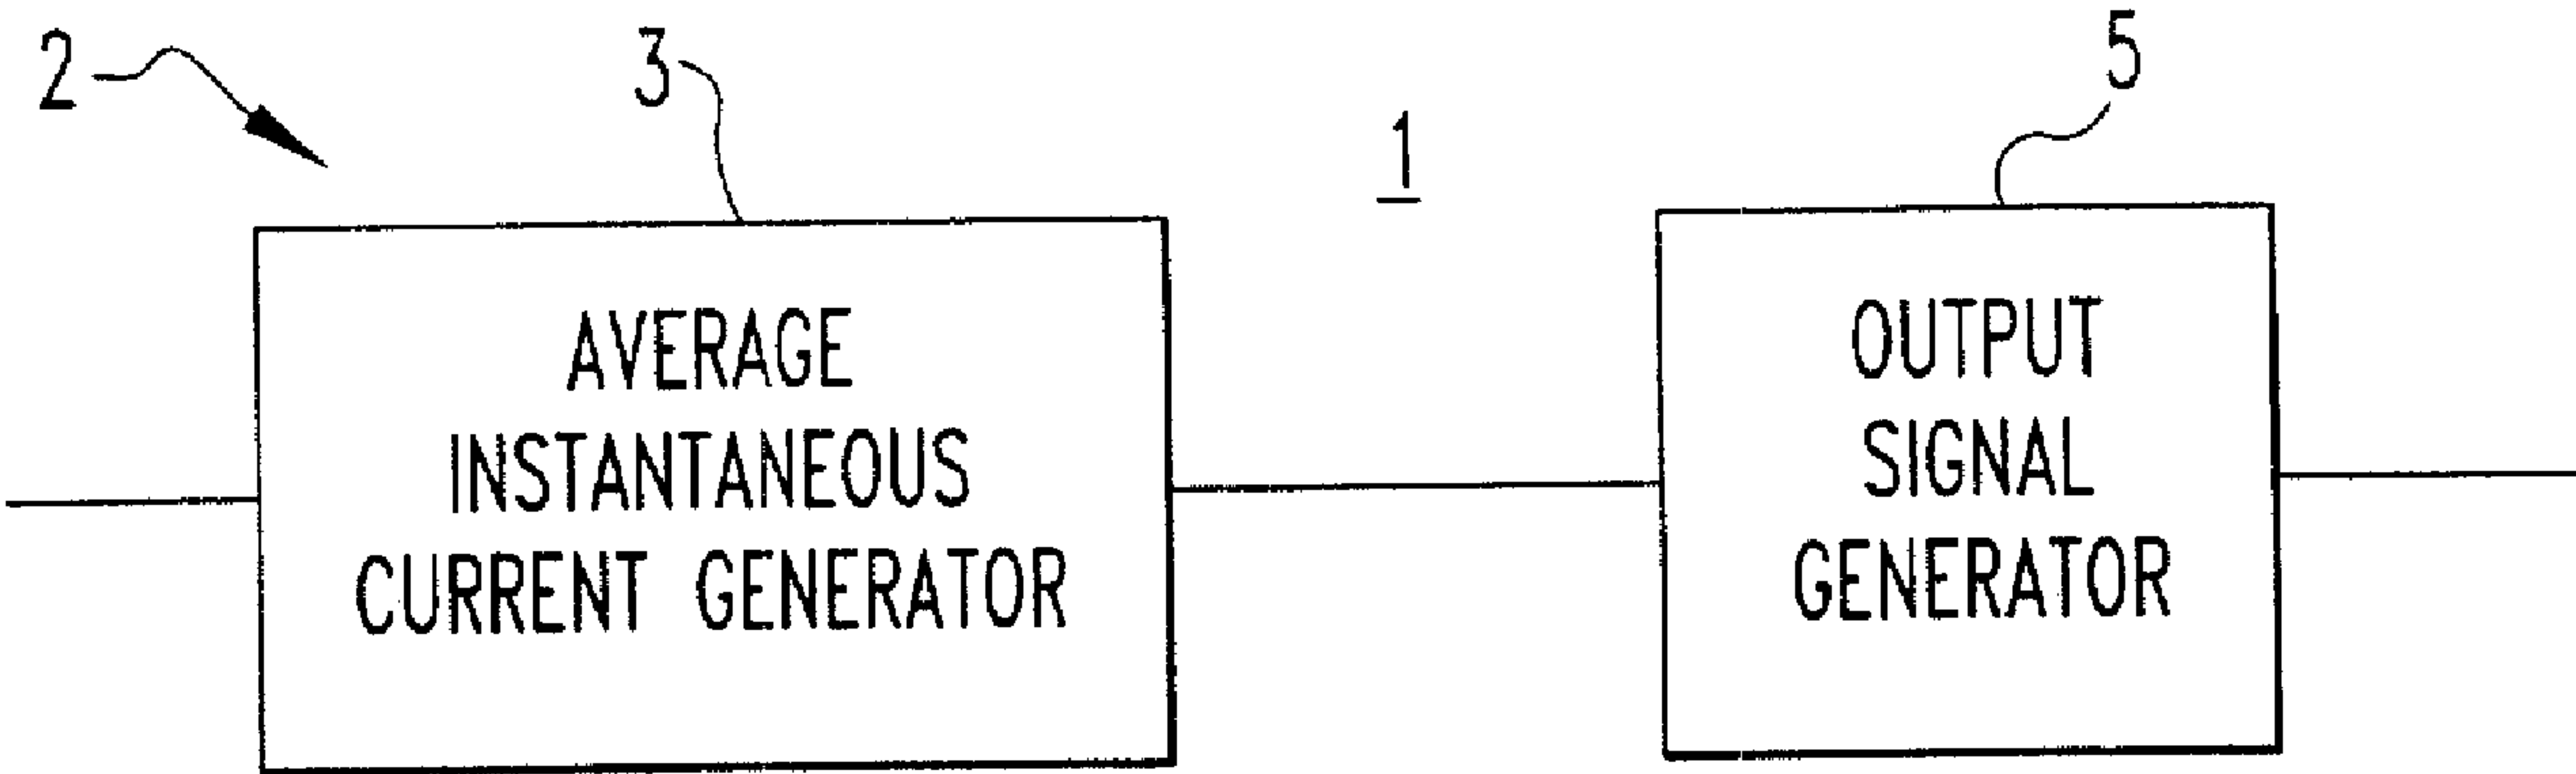 2
3
1
5
AVERAGE
INSTANTANEOUS
CURRENT GENERATOR
OUTPUT
SIGNAL
GENERATOR